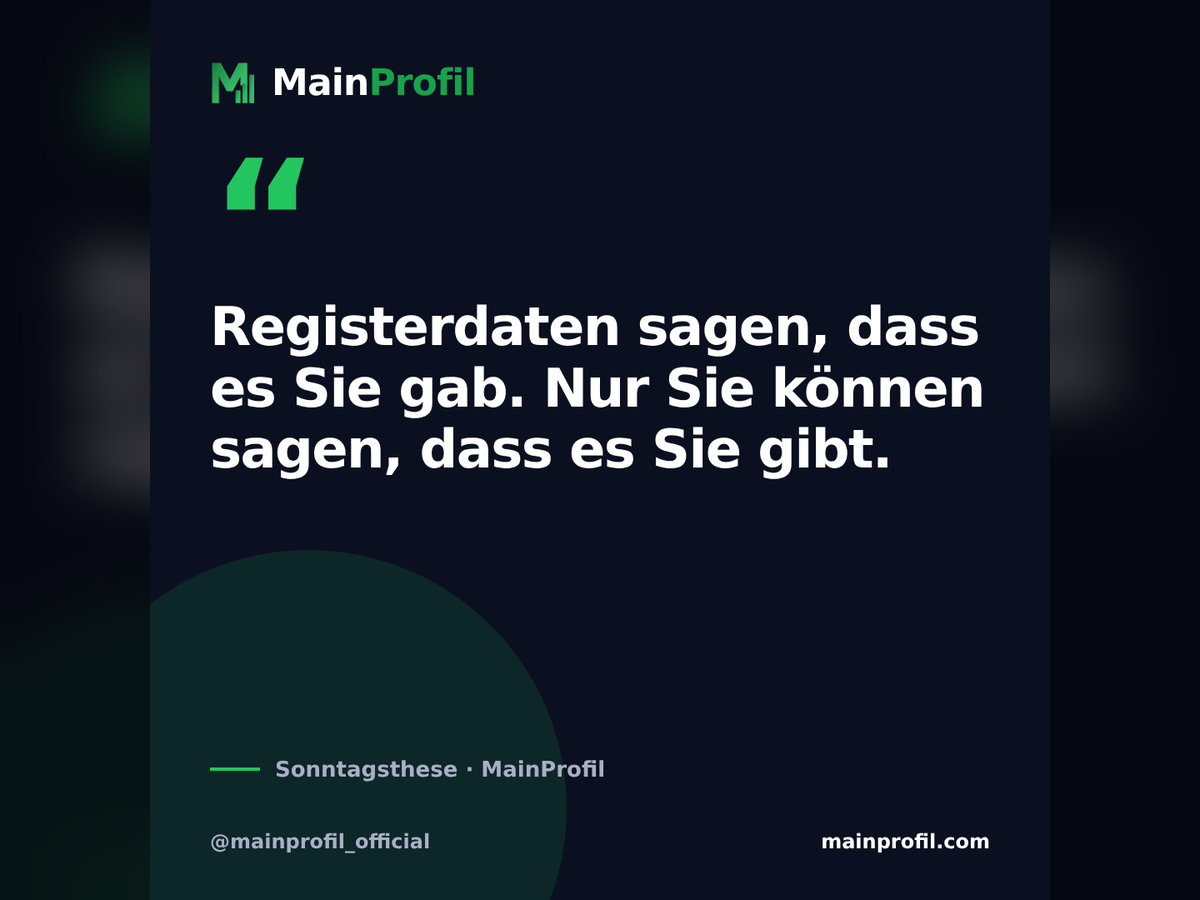 MainProfil
“
Registerdaten sagen, dass
es Sie gab. Nur Sie können
sagen, dass es Sie gibt.
Sonntagsthese · MainProfil
@mainprofil_official
mainprofil.com